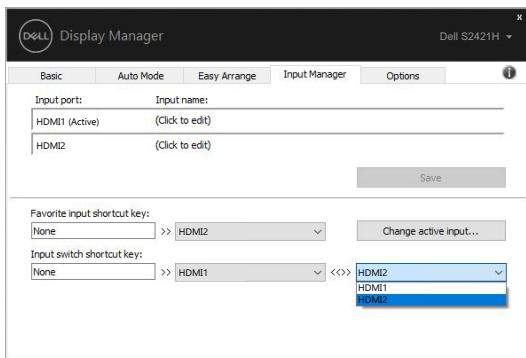 x
DELL Display Manager Dell S2421H
Basic Auto Mode Easy Arrange Input Manager Options
Input port: Input name:
HDMI1 (Active) (Click to edit)
HDMI2 (Click to edit)
Save
Favorite input shortcut key:
None >> HDMI2 Change active input...
Input switch shortcut key:
None >> HDMI1 <<>> HDMI2
HDMI1
HDMI2